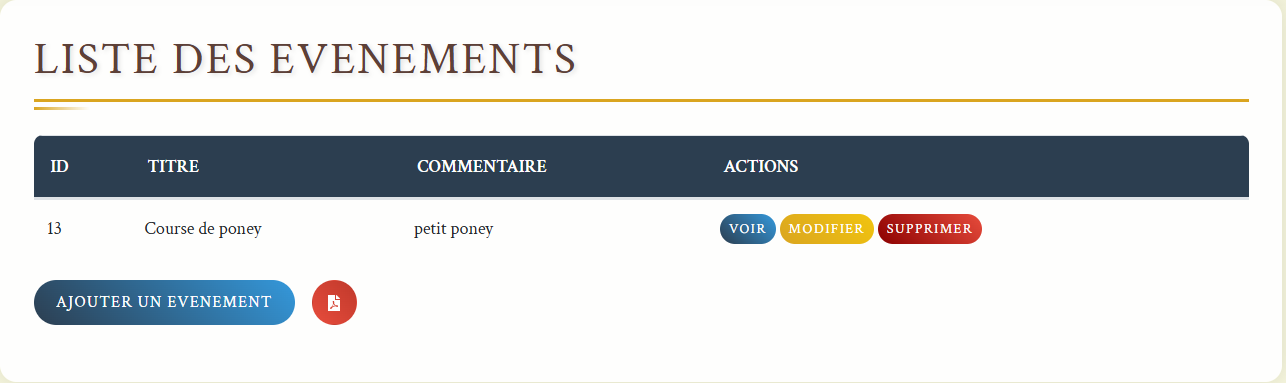 LISTE DES EVENEMENTS
ID TITRE COMMENTAIRE ACTIONS
13 Course de poney petit poney VOIR MODIFIER SUPPRIMER
AJOUTER UN EVENEMENT